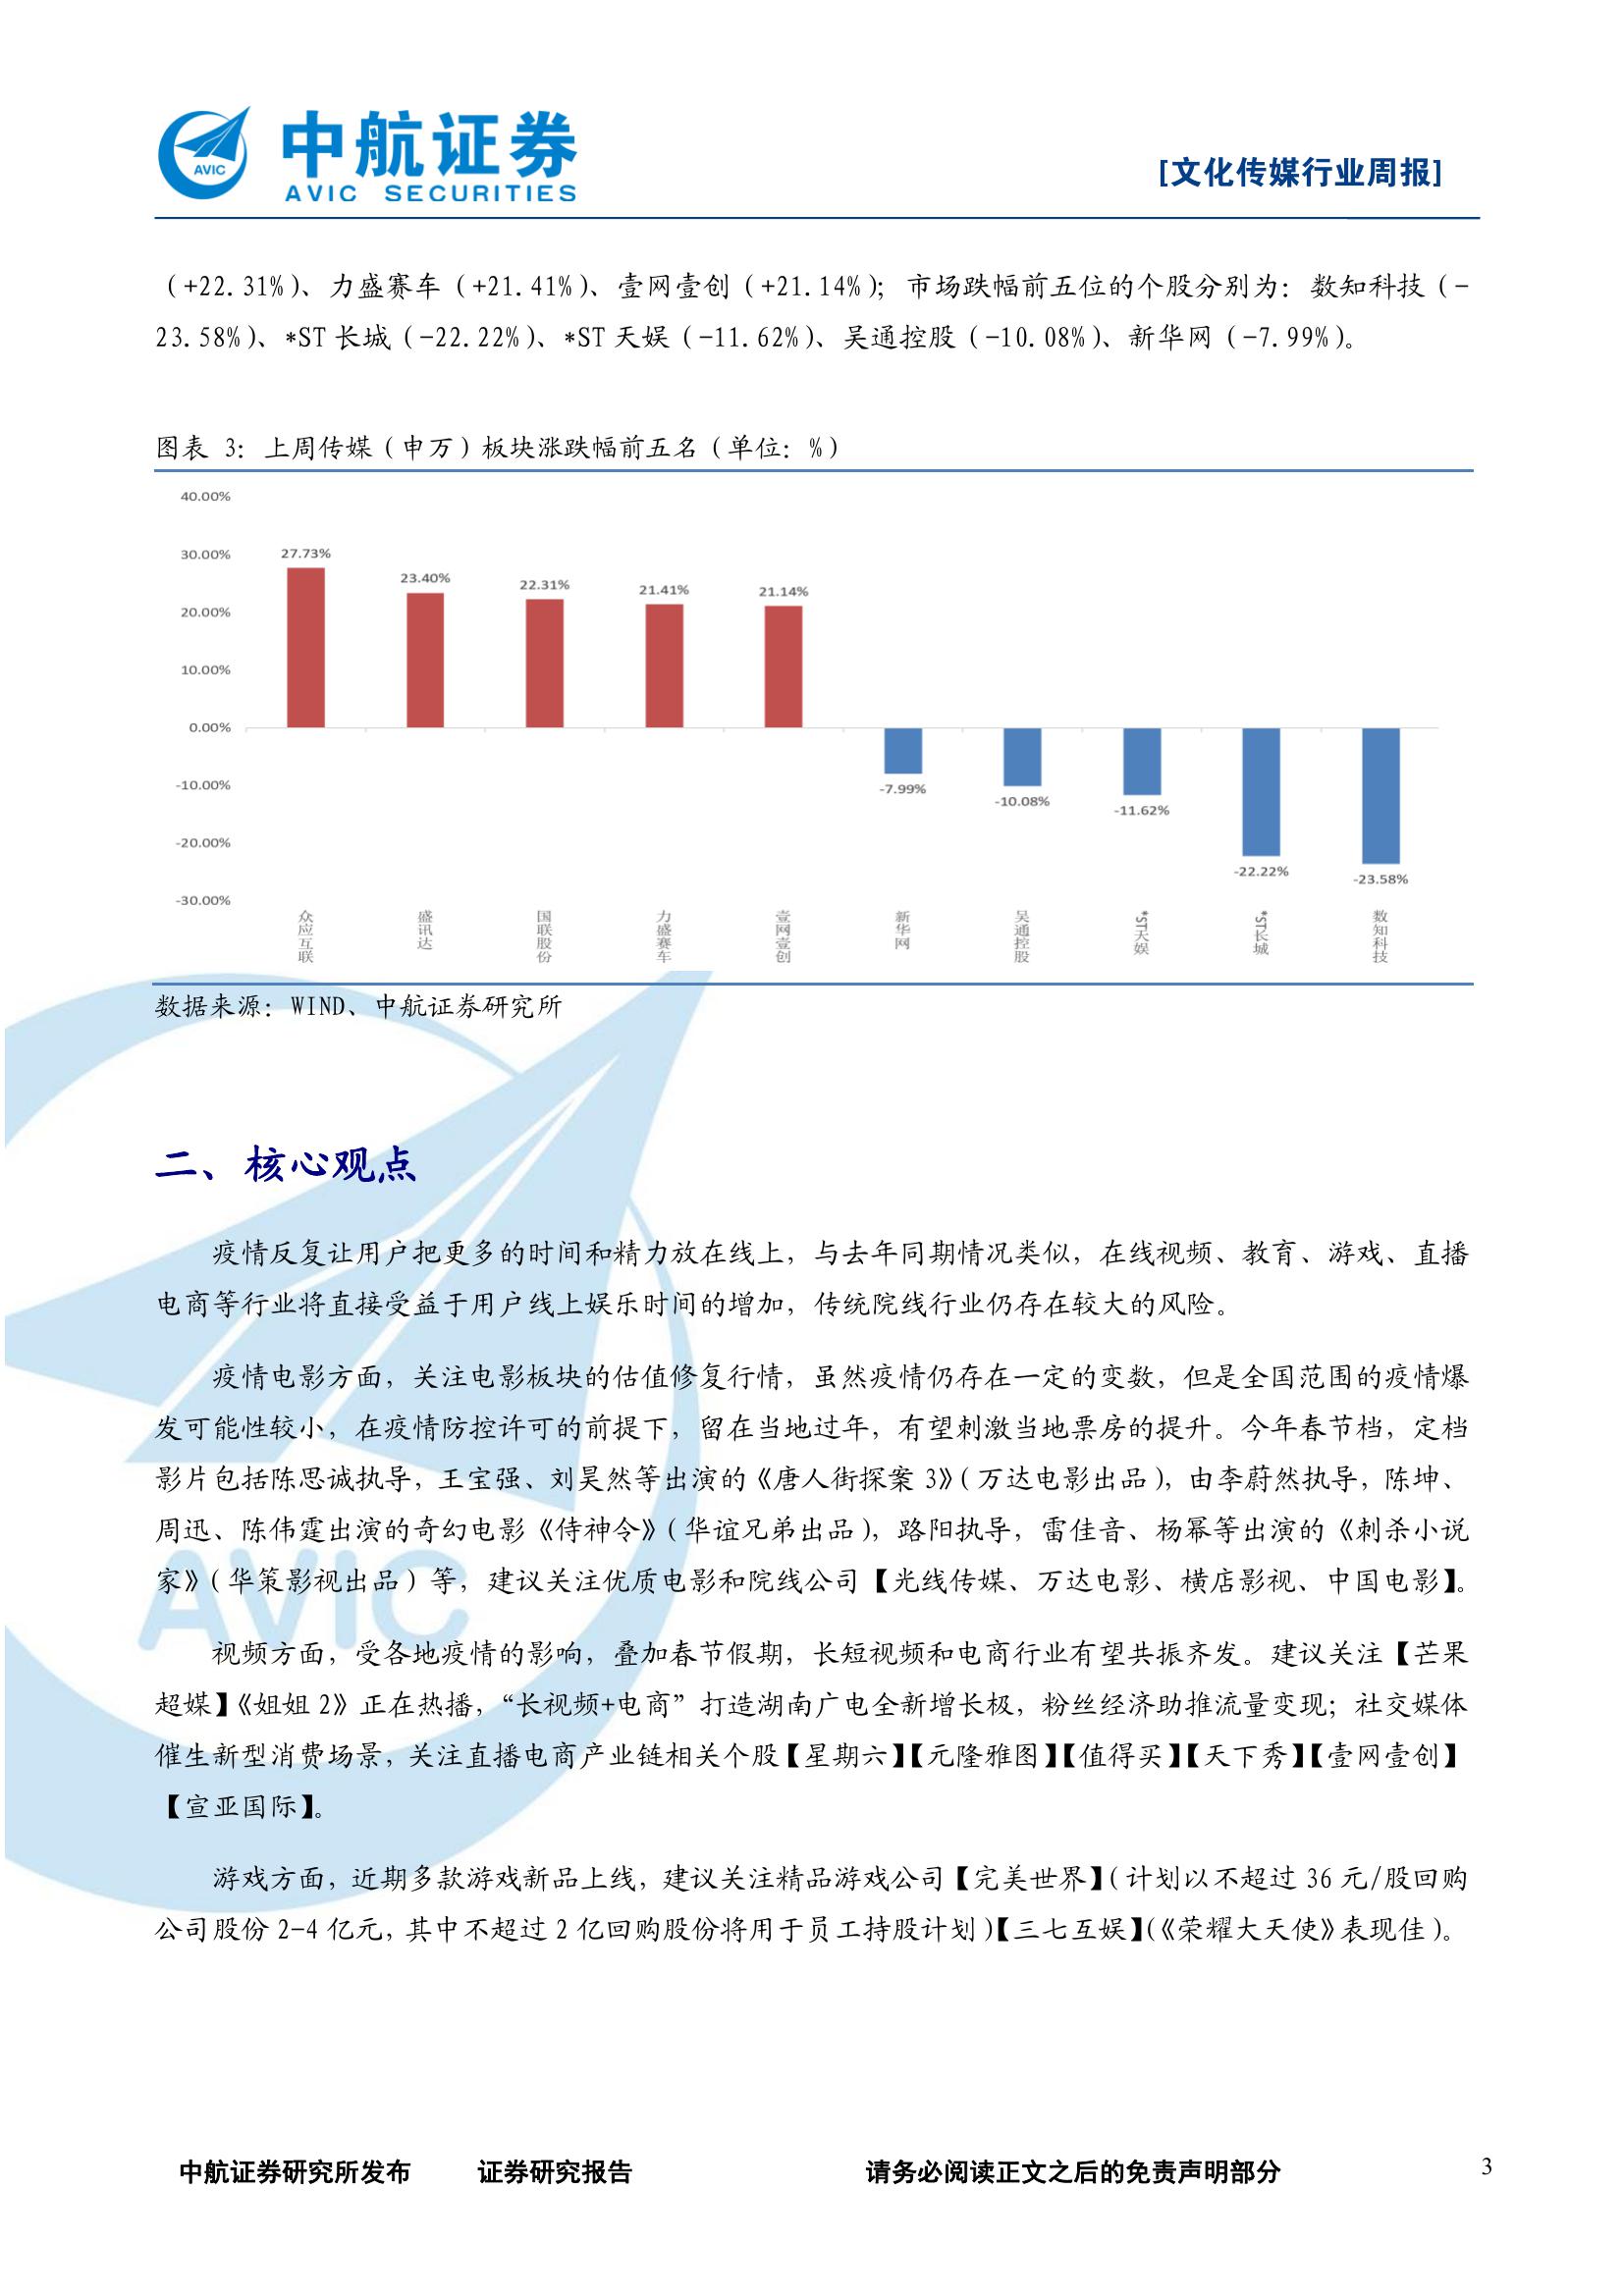 中航证券
AVIC SECURITIES
AVIC
[文化传媒行业周报]
（+22.31%）、力盛赛车（+21.41%）、壹网壹创（+21.14%）；市场跌幅前五位的个股分别为：数知科技（-
23.58%）、*ST 长城（-22.22%）、*ST 天娱（-11.62%）、吴通控股（-10.08%）、新华网（-7.99%）。
图表 3：上周传媒（申万）板块涨跌幅前五名（单位：%）
40.00%
30.00%
20.00%
10.00%
0.00%
-10.00%
-20.00%
-30.00%
27.73%
23.40%
22.31%
21.41%
21.14%
-7.99%
-10.08%
-11.62%
-22.22%
-23.58%
众应互联
盛讯达
国联股份
力盛赛车
壹网壹创
新华网
吴通控股
*ST天娱
*ST长城
数知科技
数据来源：WIND、中航证券研究所
二、核心观点
疫情反复让用户把更多的时间和精力放在线上，与去年同期情况类似，在线视频、教育、游戏、直播
电商等行业将直接受益于用户线上娱乐时间的增加，传统院线行业仍存在较大的风险。
疫情电影方面，关注电影板块的估值修复行情，虽然疫情仍存在一定的变数，但是全国范围的疫情爆
发可能性较小，在疫情防控许可的前提下，留在当地过年，有望刺激当地票房的提升。今年春节档，定档
影片包括陈思诚执导，王宝强、刘昊然等出演的《唐人街探案 3》（万达电影出品），由李蔚然执导，陈坤、
周迅、陈伟霆出演的奇幻电影《侍神令》（华谊兄弟出品），路阳执导，雷佳音、杨幂等出演的《刺杀小说
家》（华策影视出品）等，建议关注优质电影和院线公司【光线传媒、万达电影、横店影视、中国电影】。
视频方面，受各地疫情的影响，叠加春节假期，长短视频和电商行业有望共振齐发。建议关注【芒果
超媒】《姐姐 2》正在热播，“长视频+电商”打造湖南广电全新增长极，粉丝经济助推流量变现；社交媒体
催生新型消费场景，关注直播电商产业链相关个股【星期六】【元隆雅图】【值得买】【天下秀】【壹网壹创】
【宣亚国际】。
游戏方面，近期多款游戏新品上线，建议关注精品游戏公司【完美世界】（计划以不超过 36 元/股回购
公司股份 2-4 亿元，其中不超过 2 亿回购股份将用于员工持股计划）【三七互娱】（《荣耀大天使》表现佳）。
AVIC
中航证券研究所发布 证券研究报告 请务必阅读正文之后的免责声明部分 3